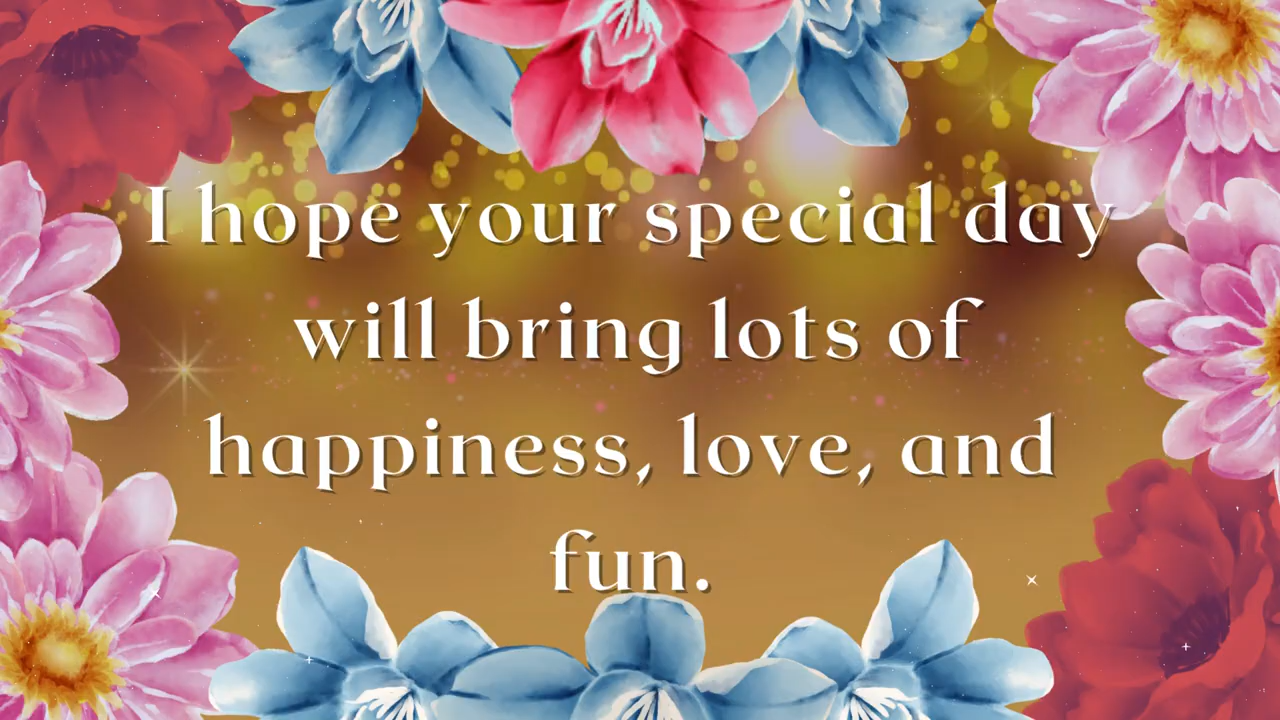 I hope your special day
will bring lots of
happiness, love, and
fun.